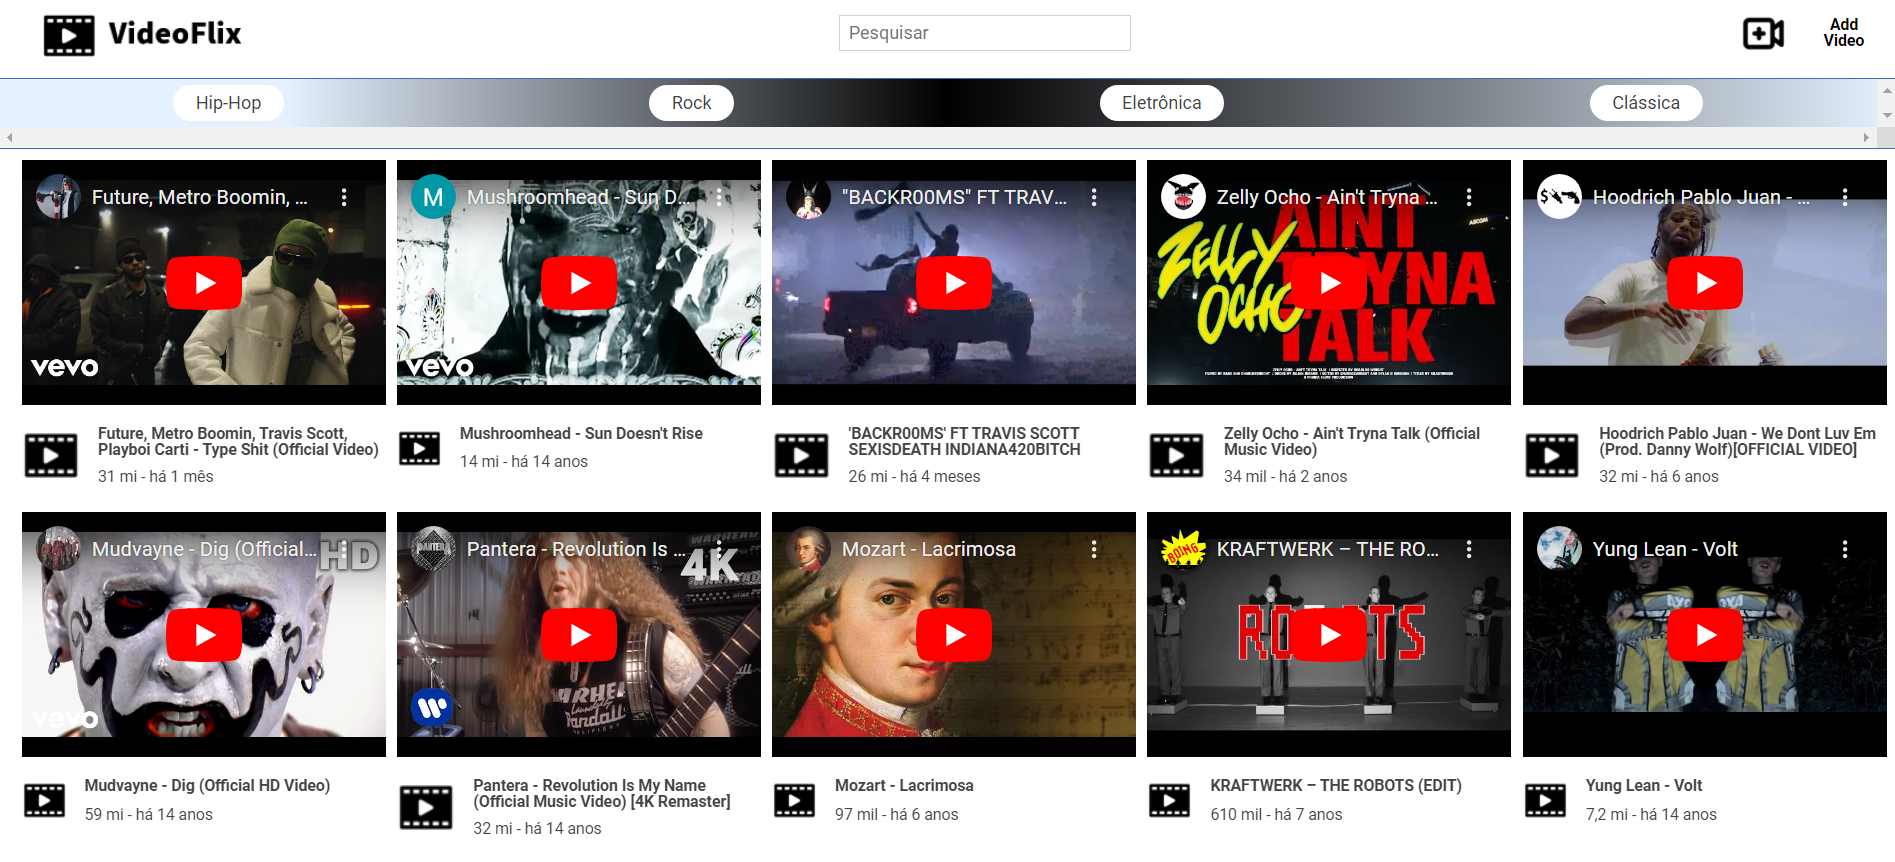 VideoFlix
Pesquisar
Add
Video
Hip-Hop
Rock
Eletrônica
Clássica
Future, Metro Boomin, ...
vevo
M
Mushroomhead - Sun D...
vevo
"BACKR00MS" FT TRAV...
Zelly Ocho - Ain't Tryna ...
ZELLY
OCHO
AINT
TRYNA
TALK
Hoodrich Pablo Juan - ...
Future, Metro Boomin, Travis Scott,
Playboi Carti - Type Shit (Official Video)
31 mi - há 1 mês
Mushroomhead - Sun Doesn't Rise
14 mi - há 14 anos
'BACKR00MS' FT TRAVIS SCOTT
SEXISDEATH INDIANA420BITCH
26 mi - há 4 meses
Zelly Ocho - Ain't Tryna Talk (Official
Music Video)
34 mil - há 2 anos
Hoodrich Pablo Juan - We Dont Luv Em
(Prod. Danny Wolf)[OFFICIAL VIDEO]
32 mi - há 6 anos
Mudvayne - Dig (Official...
HD
vevo
Pantera - Revolution Is ...
4K
Mozart - Lacrimosa
BOING
KRAFTWERK – THE RO...
Yung Lean - Volt
Mudvayne - Dig (Official HD Video)
59 mi - há 14 anos
Pantera - Revolution Is My Name
(Official Music Video) [4K Remaster]
32 mi - há 14 anos
Mozart - Lacrimosa
97 mil - há 6 anos
KRAFTWERK – THE ROBOTS (EDIT)
610 mil - há 7 anos
Yung Lean - Volt
7,2 mi - há 14 anos